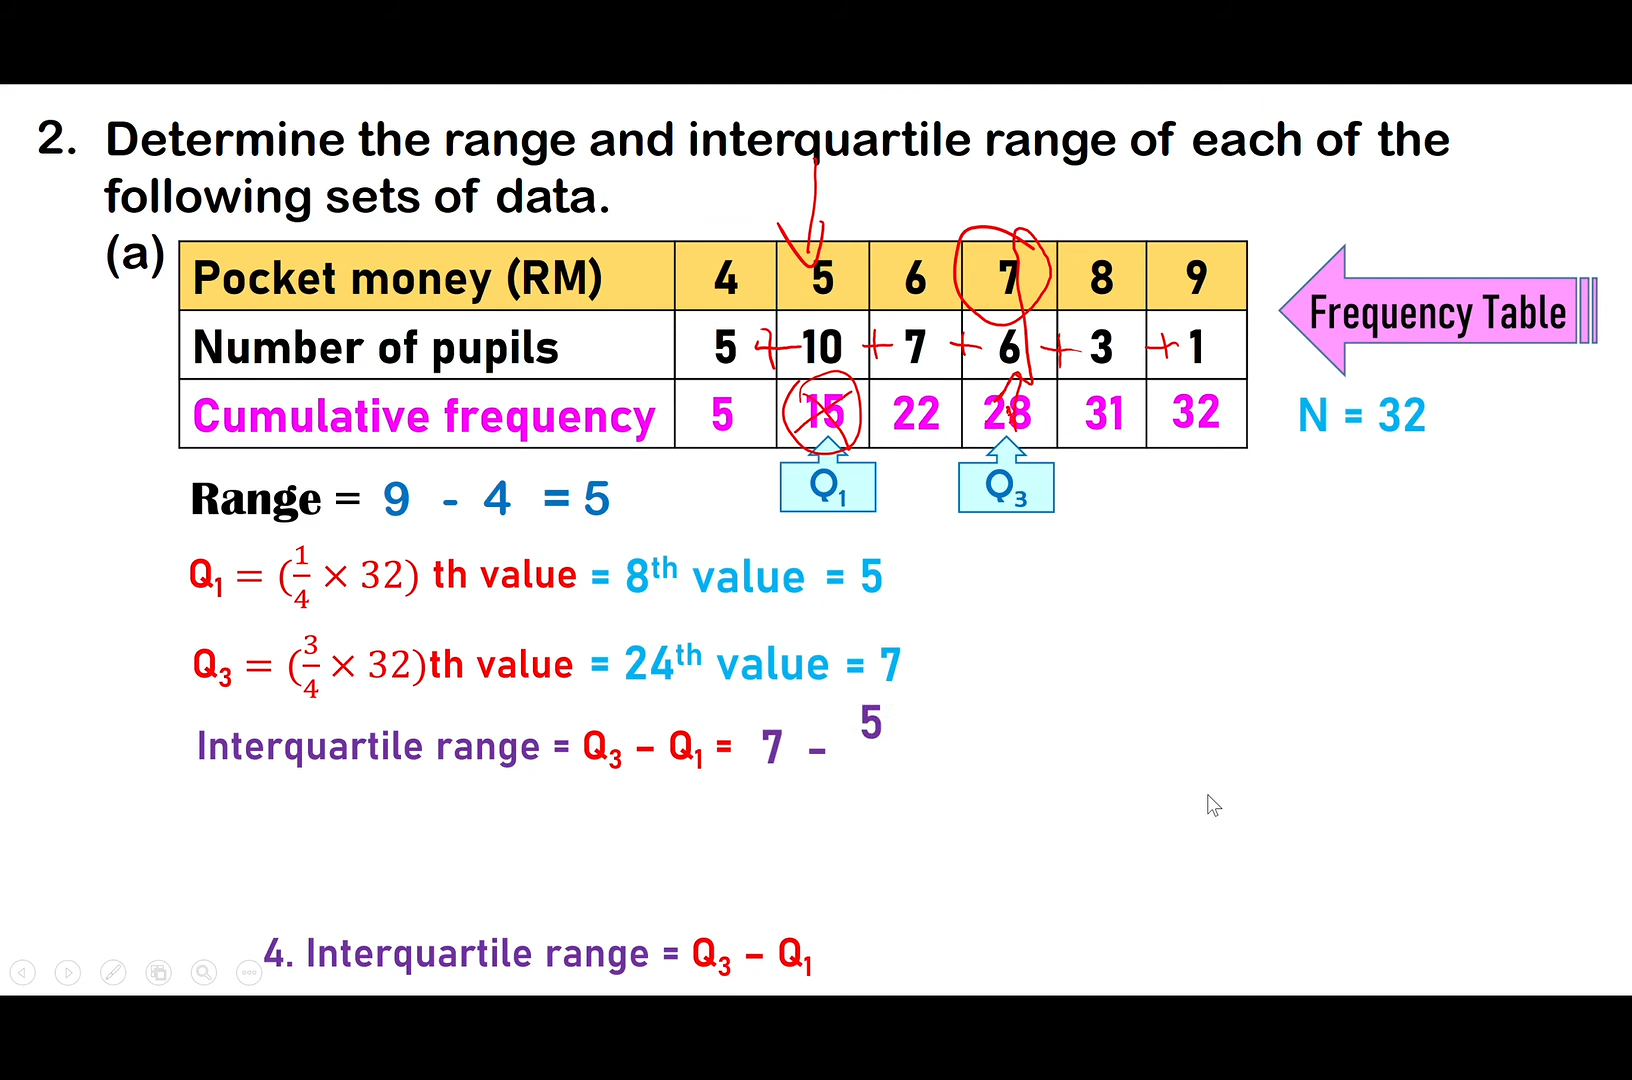 2. Determine the range and interquartile range of each of the
following sets of data.
(a)
Pocket money (RM) 4 5 6 7 8 9
Number of pupils 5 + 10 + 7 + 6 + 3 + 1
Cumulative frequency 5 15 22 28 31 32
Frequency Table
N = 32
Q₁ Q₃
Range = 9 - 4 = 5
Q₁ = (1/4 × 32) th value = 8th value = 5
Q₃ = (3/4 × 32)th value = 24th value = 7
Interquartile range = Q₃ – Q₁ = 7 – 5
4. Interquartile range = Q₃ – Q₁